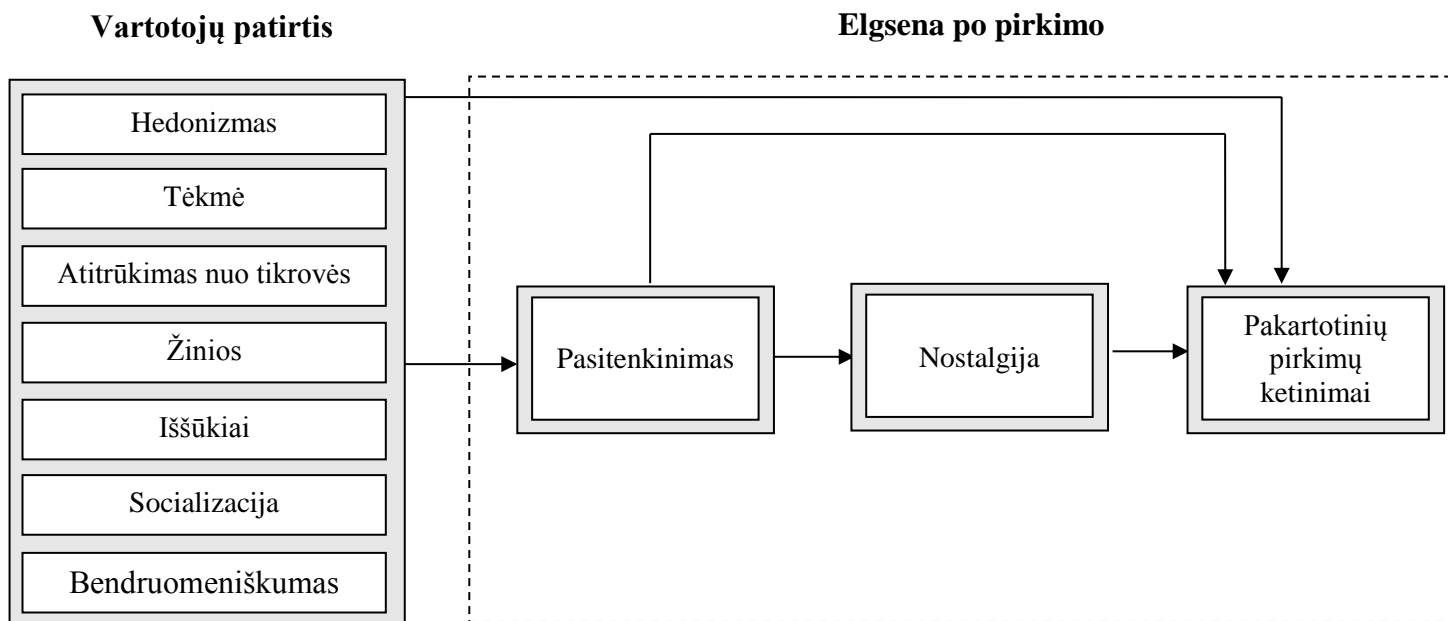 Vartotojų patirtis
Elgsena po pirkimo
Hedonizmas
Tėkmė
Atitrūkimas nuo tikrovės
Žinios
Iššūkiai
Socializacija
Bendruomeniškumas
Pasitenkinimas
Nostalgija
Pakartotinių
pirkimų
ketinimai